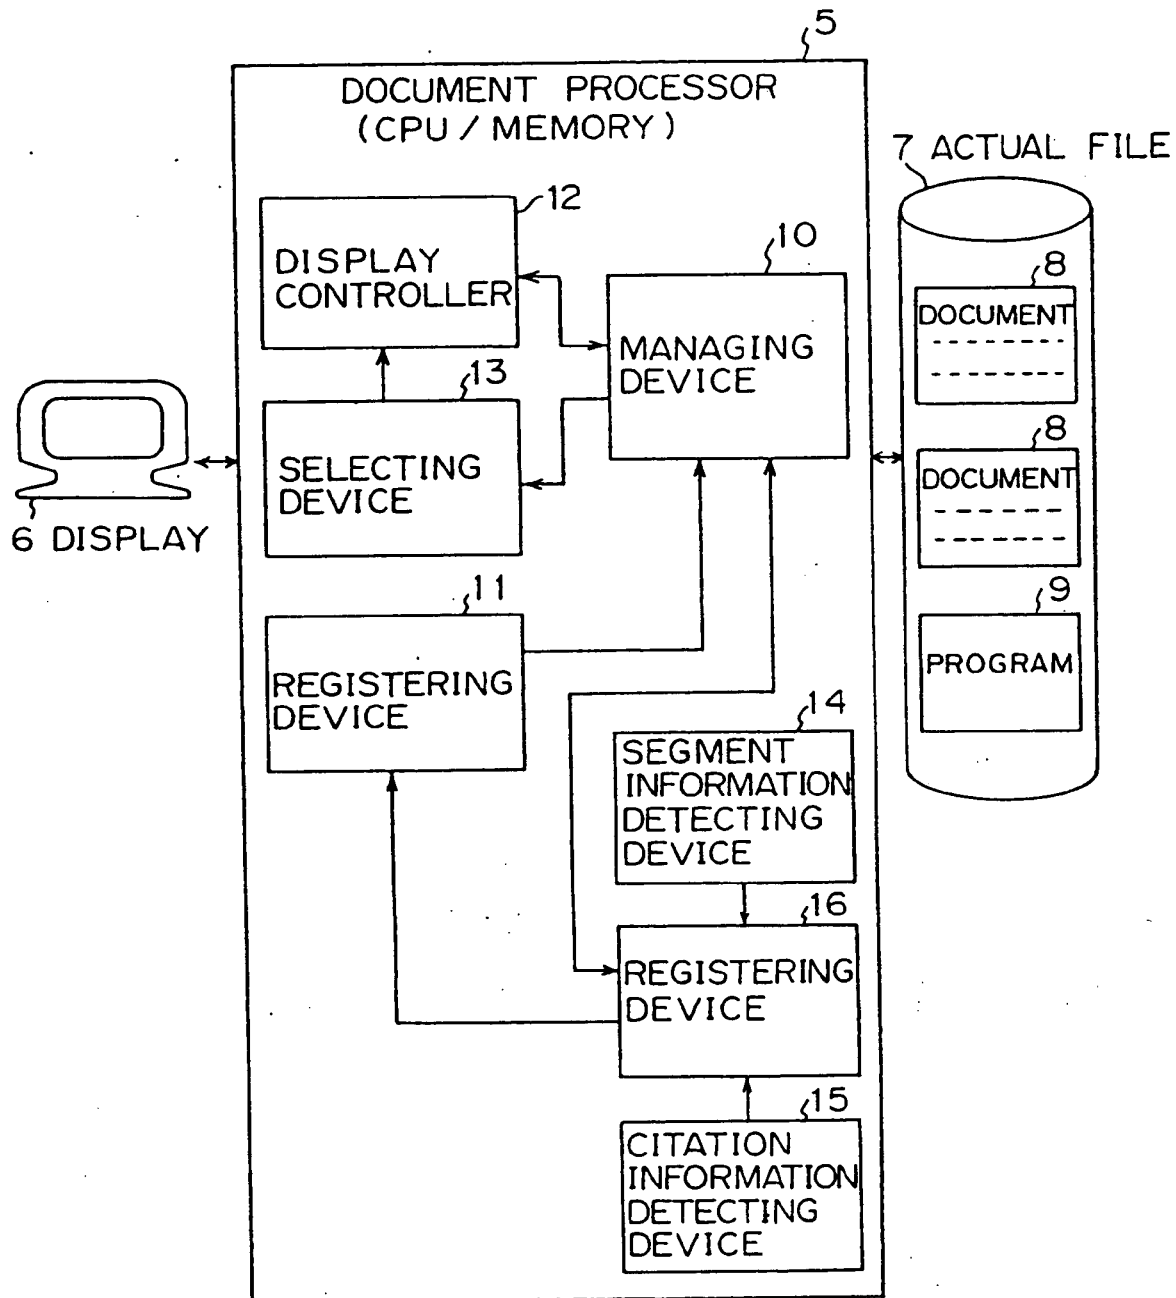 5
DOCUMENT PROCESSOR
(CPU / MEMORY)
7 ACTUAL FILE
12
DISPLAY
CONTROLLER
10
MANAGING
DEVICE
8
DOCUMENT
13
SELECTING
DEVICE
8
DOCUMENT
6 DISPLAY
11
REGISTERING
DEVICE
9
PROGRAM
14
SEGMENT
INFORMATION
DETECTING
DEVICE
16
REGISTERING
DEVICE
15
CITATION
INFORMATION
DETECTING
DEVICE